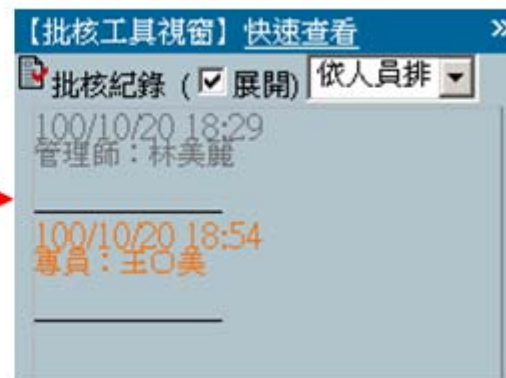 【批核工具視窗】快速查看 »
批核紀錄 (☑展開) 依人員排
100/10/20 18:29
管理師：林美麗
100/10/20 18:54
專員：王〇美